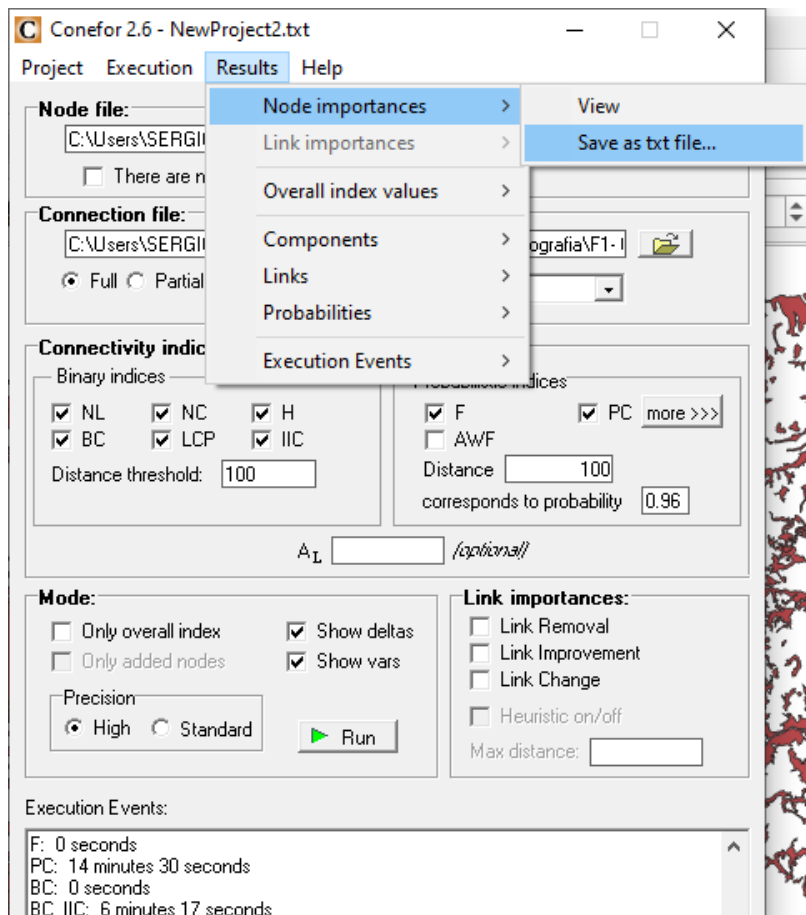 Conefor 2.6 - NewProject2.txt
Project Execution Results Help
Node importances > View
Link importances > Save as txt file...
Overall index values >
Components >
Links >
Probabilities >
Execution Events >
Node file:
C:\Users\SERGI
There are n
Connection file:
C:\Users\SERGI ografia\F1-
Full Partial
Connectivity indic
Binary indices
NL NC H
BC LCP IIC
Distance threshold: 100
Probabilistic indices
F PC more >>>
AWF
Distance 100
corresponds to probability 0.96
AL (optional)
Mode:
Only overall index Show deltas
Only added nodes Show vars
Precision
High Standard
Run
Link importances:
Link Removal
Link Improvement
Link Change
Heuristic on/off
Max distance:
Execution Events:
F: 0 seconds
PC: 14 minutes 30 seconds
BC: 0 seconds
BC_IIC: 6 minutes 17 seconds